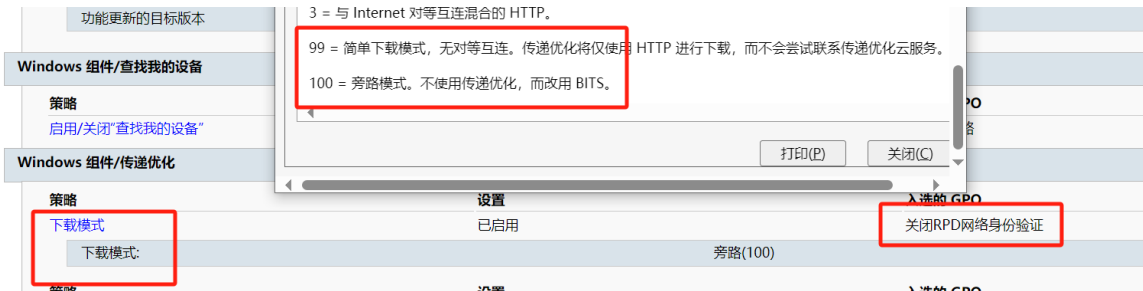 功能更新的目标版本
3 = 与 Internet 对等互连混合的 HTTP。
99 = 简单下载模式，无对等互连。传递优化将仅使用 HTTP 进行下载，而不会尝试联系传递优化云服务。
100 = 旁路模式。不使用传递优化，而改用 BITS。
Windows 组件/查找我的设备
策略
PO
启用/关闭“查找我的设备”
打印(P) 关闭(C)
Windows 组件/传递优化
策略 设置 入选的 GPO
下载模式 已启用 关闭RPD网络身份验证
下载模式: 旁路(100)
策略 设置 入选的 GPO